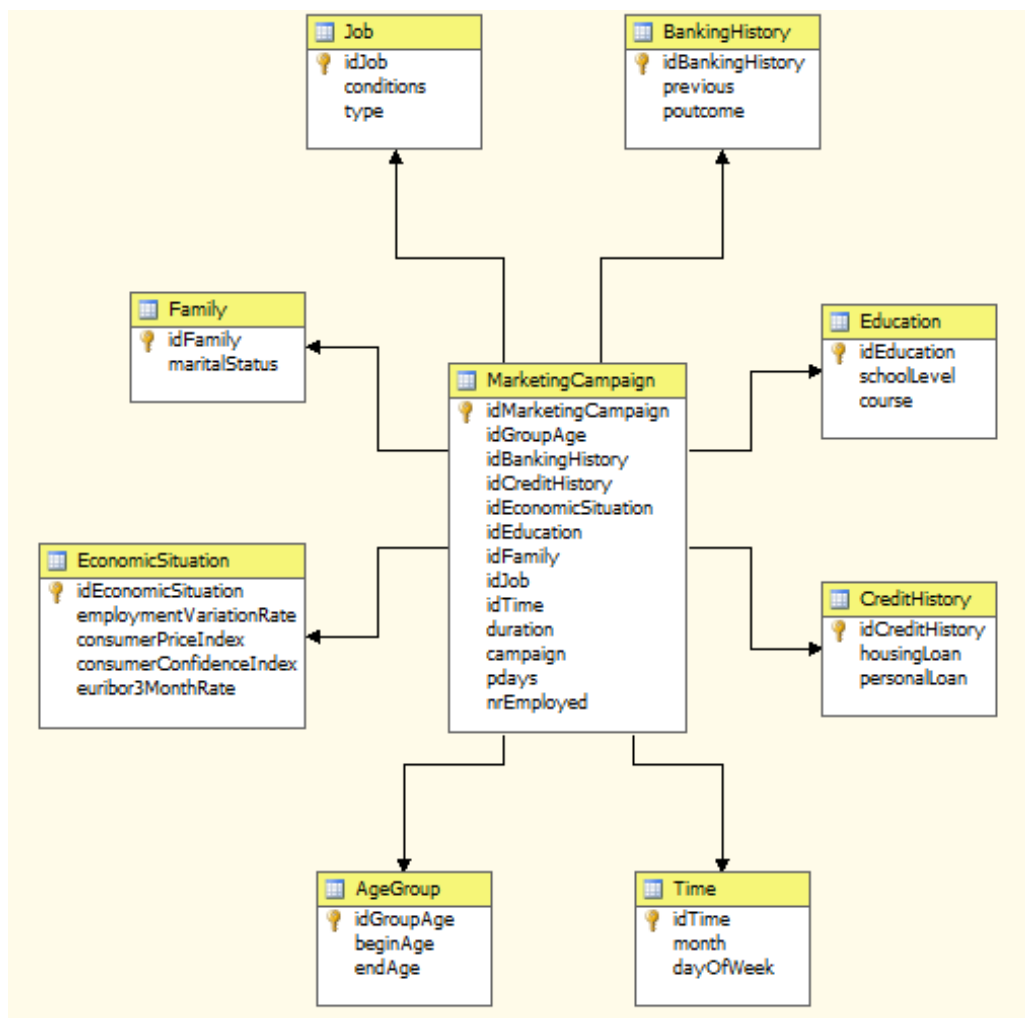 Job
idJob
conditions
type
BankingHistory
idBankingHistory
previous
poutcome
Family
idFamily
maritalStatus
Education
idEducation
schoolLevel
course
MarketingCampaign
idMarketingCampaign
idGroupAge
idBankingHistory
idCreditHistory
idEconomicSituation
idEducation
idFamily
idJob
idTime
duration
campaign
pdays
nrEmployed
EconomicSituation
idEconomicSituation
employmentVariationRate
consumerPriceIndex
consumerConfidenceIndex
euribor3MonthRate
CreditHistory
idCreditHistory
housingLoan
personalLoan
AgeGroup
idGroupAge
beginAge
endAge
Time
idTime
month
dayOfWeek